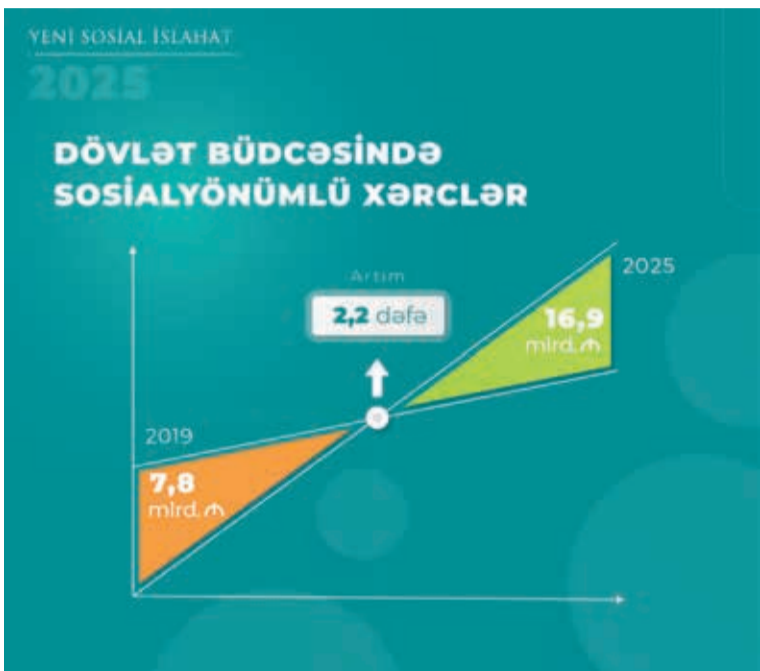 YENİ SOSİAL İSLAHAT
2025
DÖVLƏT BÜDCƏSİNDƏ
SOSİALYÖNÜMLÜ XƏRCLƏR
Artım
2,2 dəfə
2025
16,9
mlrd. ₼
2019
7,8
mlrd. ₼